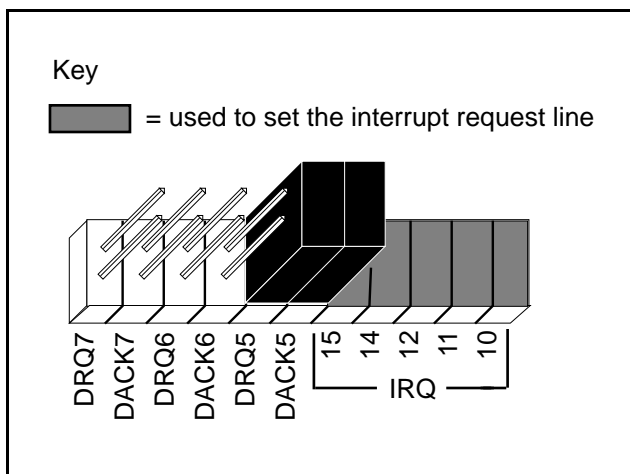 Key
= used to set the interrupt request line
DRQ7
DACK7
DRQ6
DACK6
DRQ5
DACK5
15
14
12
11
10
IRQ